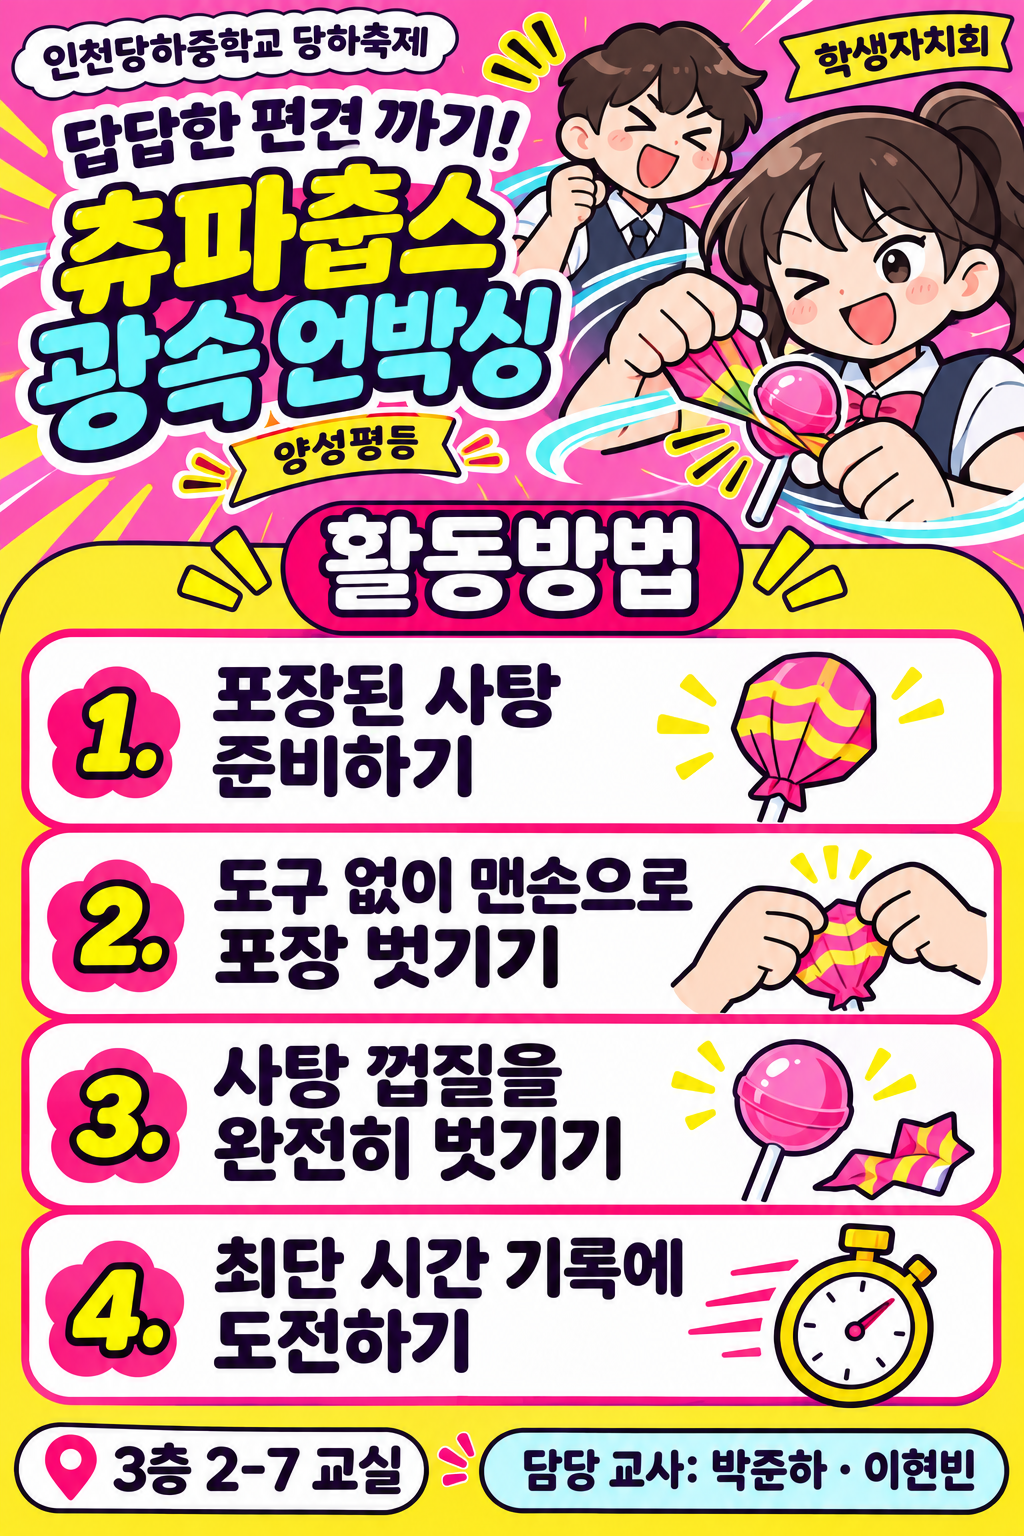 인천당하중학교 당하축제
학생자치회
답답한 편견 까기!
츄파춥스
광속 언박싱
양성평등
활동방법
1.
포장된 사탕
준비하기
2.
도구 없이 맨손으로
포장 벗기기
3.
사탕 껍질을
완전히 벗기기
4.
최단 시간 기록에
도전하기
3층 2-7 교실
담당 교사: 박준하 · 이현빈